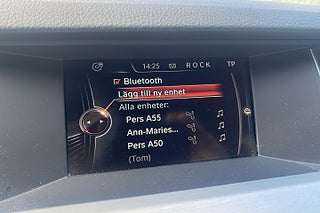 14:25 ROCK TP
Bluetooth
Lägg till ny enhet
Alla enheter:
Pers A55
Ann-Maries...
Pers A50
(Tom)